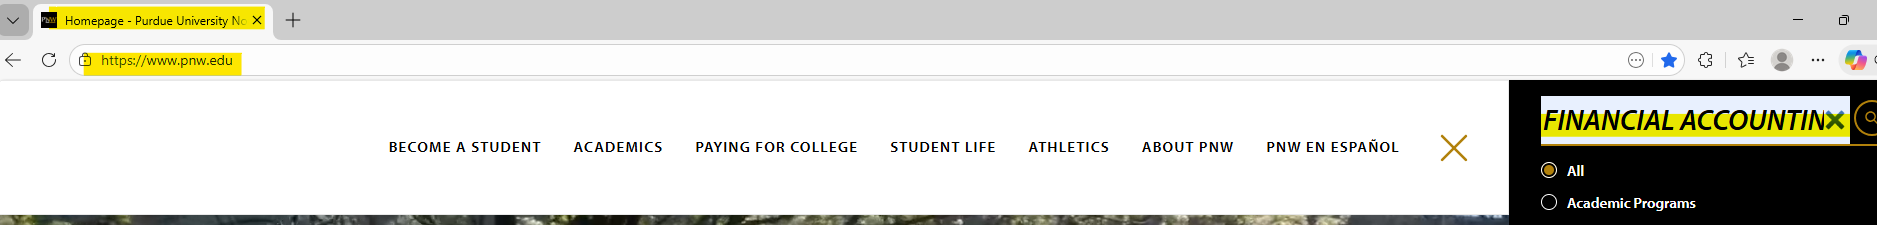 Homepage - Purdue University No
https://www.pnw.edu
BECOME A STUDENT ACADEMICS PAYING FOR COLLEGE STUDENT LIFE ATHLETICS ABOUT PNW PNW EN ESPAÑOL
FINANCIAL ACCOUNTIN
All
Academic Programs